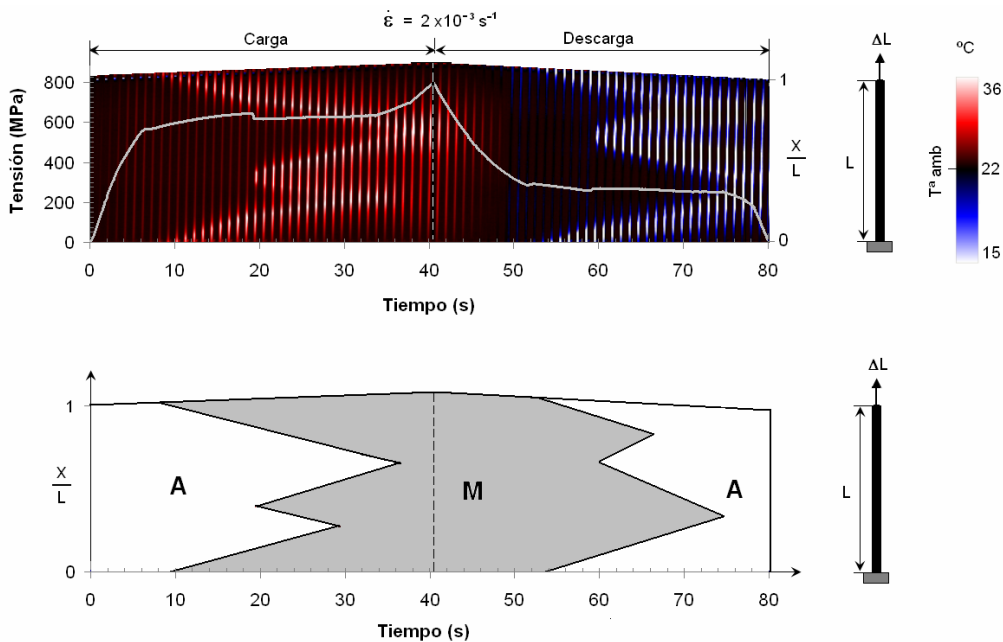 ε̇ = 2 x10⁻³ s⁻¹
Carga
Descarga
Tensión (MPa)
800
600
400
200
0
1
X
L
0
0
10
20
30
40
50
60
70
80
Tiempo (s)
ΔL
L
ºC
36
22
15
Tª amb
1
X
L
0
A
M
A
0
10
20
30
40
50
60
70
80
Tiempo (s)
ΔL
L